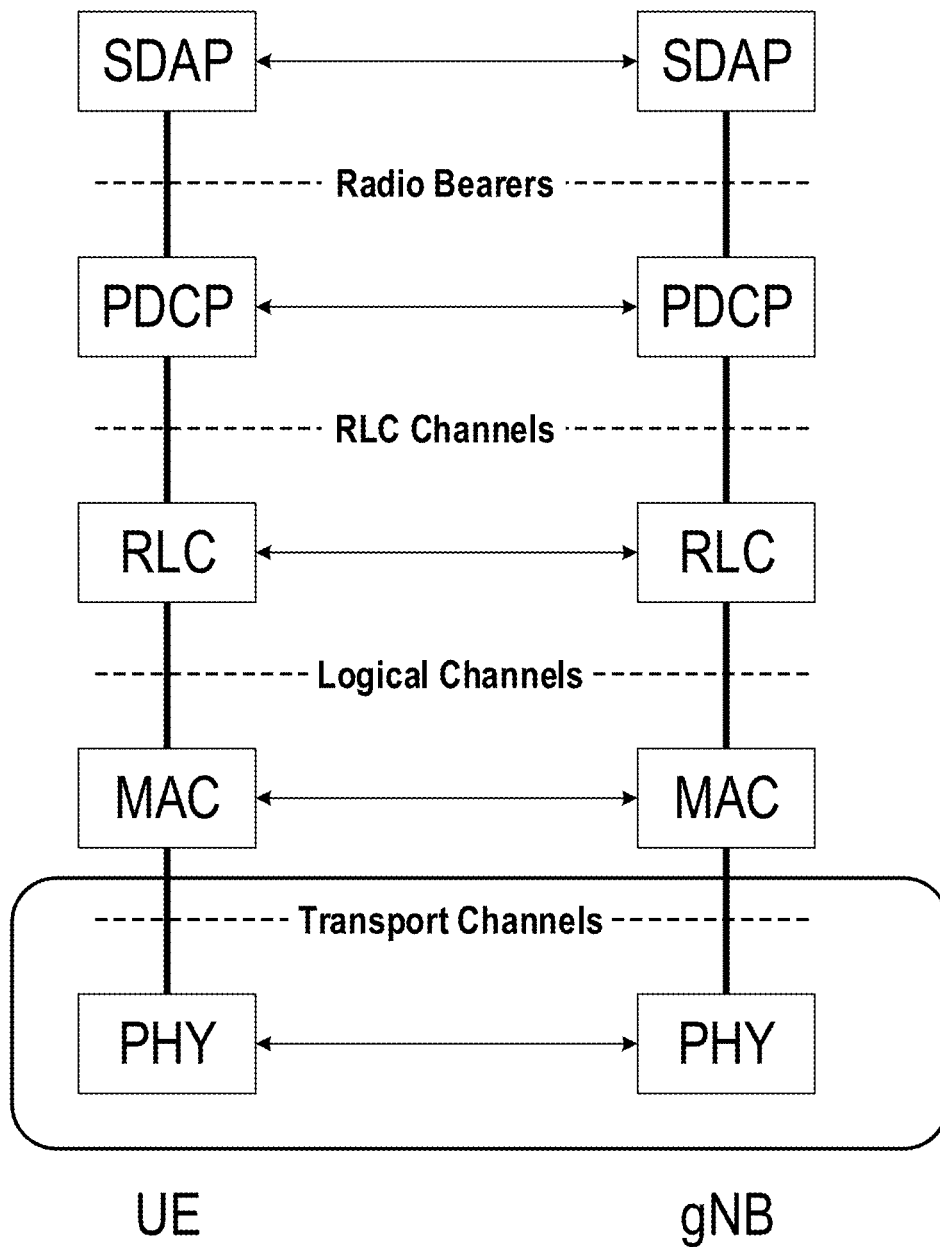 SDAP SDAP
Radio Bearers
PDCP PDCP
RLC Channels
RLC RLC
Logical Channels
MAC MAC
Transport Channels
PHY PHY
UE gNB